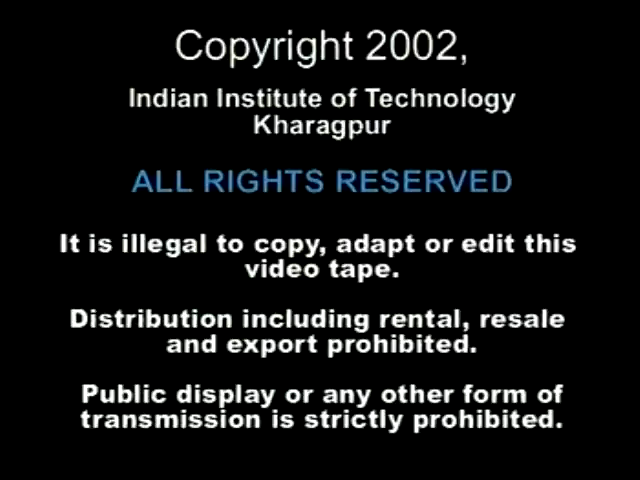 Copyright 2002,
Indian Institute of Technology
Kharagpur
ALL RIGHTS RESERVED
It is illegal to copy, adapt or edit this
video tape.
Distribution including rental, resale
and export prohibited.
Public display or any other form of
transmission is strictly prohibited.